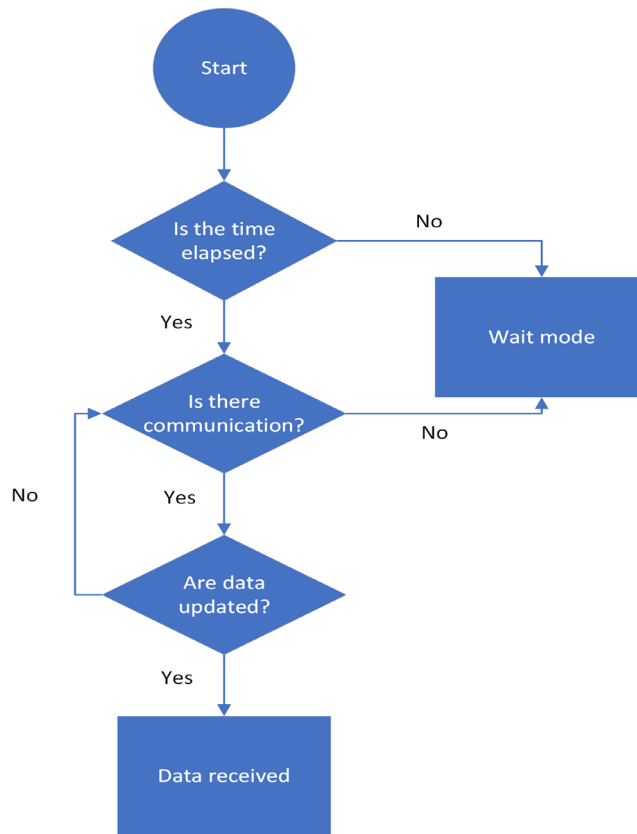 Start
Is the time
elapsed?
No
Yes
Wait mode
Is there
communication?
No
No
Yes
Are data
updated?
Yes
Data received